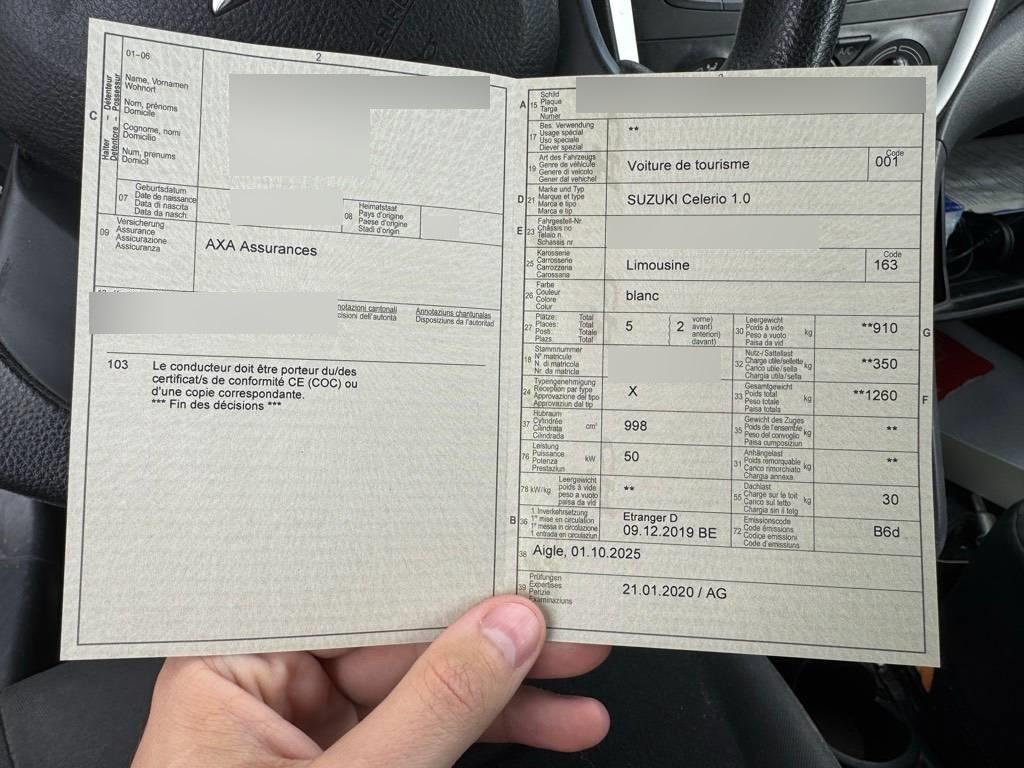 01–06
2
Halter – Détenteur
Detentore – Possessur
C
Name, Vornamen
Wohnort
Nom, prénoms
Domicile
Cognome, nomi
Domicilio
Num, prenums
Domicil
07
Geburtsdatum
Date de naissance
Data di nascita
Data da nasch.
08
Heimatstaat
Pays d'origine
Paese d'origine
Stadi d'origin
09
Versicherung
Assurance
Assicurazione
Assicuranza
AXA Assurances
Annotaziuns chantunalas
Disposiziuns da l'autoritad
103
Le conducteur doit être porteur du/des
certificat/s de conformité CE (COC) ou
d'une copie correspondante.
*** Fin des décisions ***
A 15
Schild
Plaque
Targa
Numer
17
Bes. Verwendung
Usage spécial
Uso speciale
Diever spezial
**
19
Art des Fahrzeugs
Genre de véhicule
Genere di veicolo
Gener dal vehichel
Voiture de tourisme
Code
001
D 21
Marke und Typ
Marque et type
Marca e tipo
Marca e tip
SUZUKI Celerio 1.0
E 23
Fahrgestell-Nr.
Châssis no
Telaio n.
Schassis nr.
25
Karosserie
Carrosserie
Carrozzeria
Carossaria
Limousine
Code
163
26
Farbe
Couleur
Colore
Colur
blanc
27
Plätze: Total
Places: Total
Posti: Totale
Plazs: Totale
5
2
vorne)
avant)
anteriori)
davant)
30
Leergewicht
Poids à vide
Peso a vuoto
Paisa da vid
kg
**910
G
18
Stammnummer
N° matricule
N. di matricola
Nr. da matricla
32
Nutz-/Sattellast
Charge utile/sellette
Carico utile/sella
Chargia utila/sella
kg
**350
24
Typengenehmigung
Réception par type
Approvazione del tipo
Approvaziun dal tip
X
33
Gesamtgewicht
Poids total
Peso totale
Paisa totala
kg
**1260
F
37
Hubraum
Cylindrée
Cilindrata
Cilindrada
cm³
998
35
Gewicht des Zuges
Poids de l'ensemble
Peso del convoglio
Paisa cumposiziun
kg
**
76
Leistung
Puissance
Potenza
Prestaziun
kW
50
31
Anhängelast
Poids remorquable
Carico rimorchiato
Chargia annexa
kg
**
78 kW/kg
Leergewicht
poids à vide
peso a vuoto
paisa da vid
**
55
Dachlast
Charge sur le toit
Carico sul tetto
Chargia sin il tetg
kg
30
B 36
1. Inverkehrsetzung
1re mise en circulation
1a messa in circolazione
1. entrada en circulaziun
Etranger D
09.12.2019 BE
72
Emissionscode
Code émissions
Codice emissioni
Code d'emissiuns
B6d
38
Aigle, 01.10.2025
39
Prüfungen
Expertises
Perizie
Examinaziuns
21.01.2020 / AG